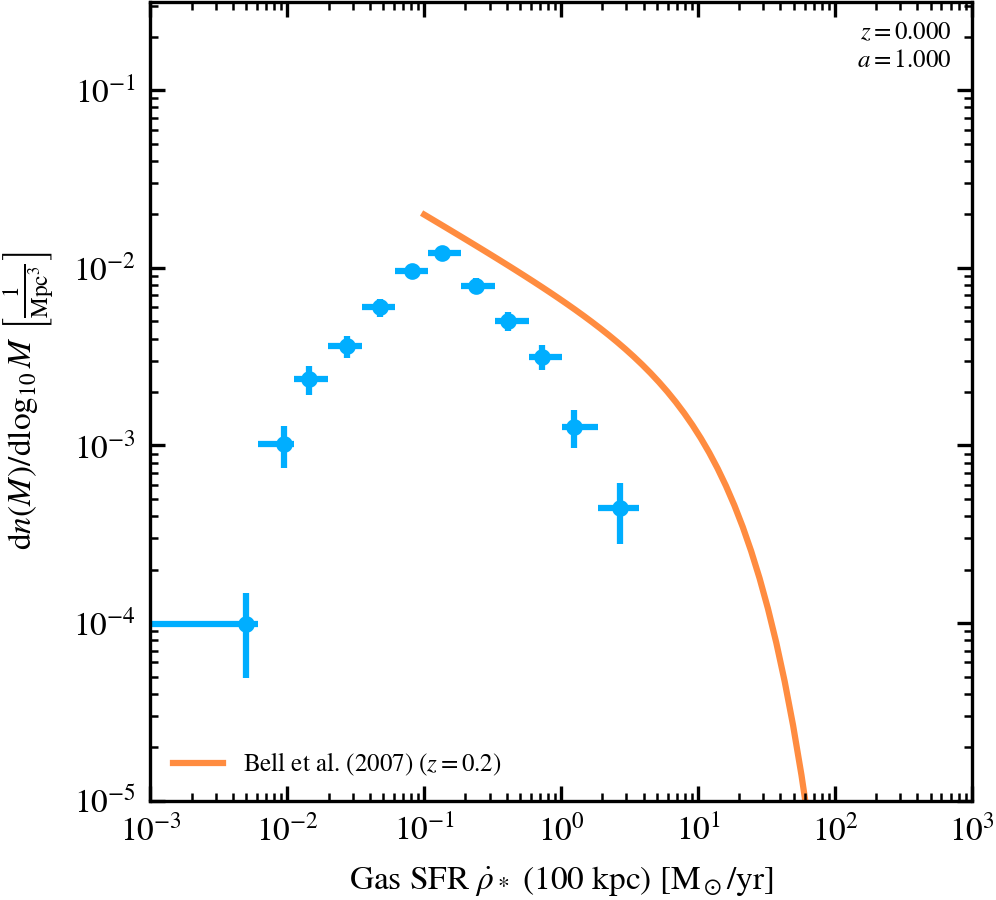 z = 0.000
a = 1.000
10⁻¹
10⁻²
10⁻³
10⁻⁴
10⁻⁵
dn(M)/dlog₁₀M [1/Mpc³]
Bell et al. (2007) (z = 0.2)
10⁻³ 10⁻² 10⁻¹ 10⁰ 10¹ 10² 10³
Gas SFR ρ̇* (100 kpc) [M⊙/yr]